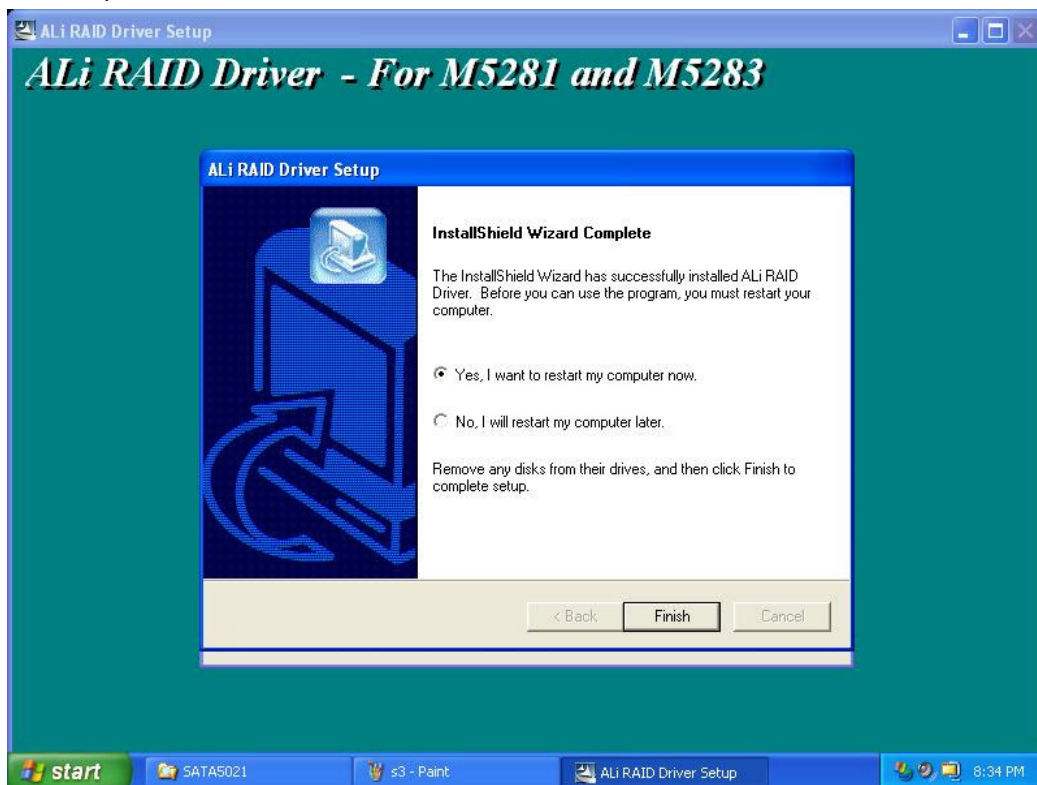 ALi RAID Driver Setup
ALi RAID Driver - For M5281 and M5283
ALi RAID Driver Setup
InstallShield Wizard Complete
The InstallShield Wizard has successfully installed ALi RAID
Driver. Before you can use the program, you must restart your
computer.
Yes, I want to restart my computer now.
No, I will restart my computer later.
Remove any disks from their drives, and then click Finish to
complete setup.
< Back Finish Cancel
start SATA5021 s3 - Paint ALi RAID Driver Setup 8:34 PM